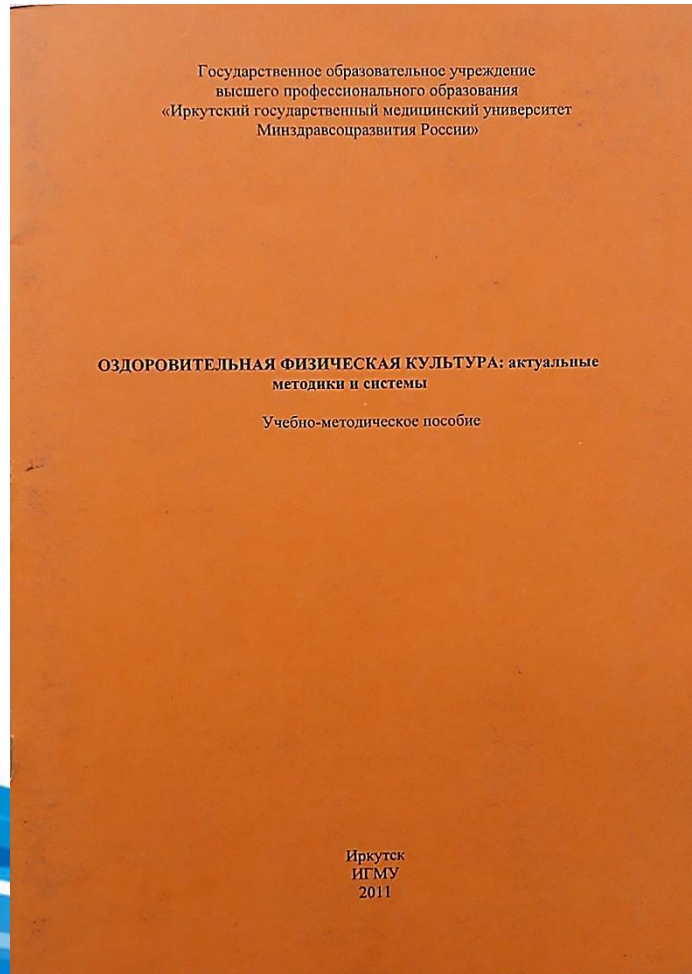 Государственное образовательное учреждение
высшего профессионального образования
«Иркутский государственный медицинский университет
Минздравсоцразвития России»
ОЗДОРОВИТЕЛЬНАЯ ФИЗИЧЕСКАЯ КУЛЬТУРА: актуальные
методики и системы
Учебно-методическое пособие
Иркутск
ИГМУ
2011